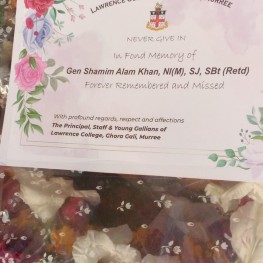 LAWRENCE
MURREE
NEVER GIVE IN
In Fond Memory of
Gen Shamim Alam Khan, NI(M), SJ, SBt (Retd)
Forever Remembered and Missed
With profound regards, respect and affections
The Principal, Staff & Young Gallians of
Lawrence College, Ghora Gali, Murree